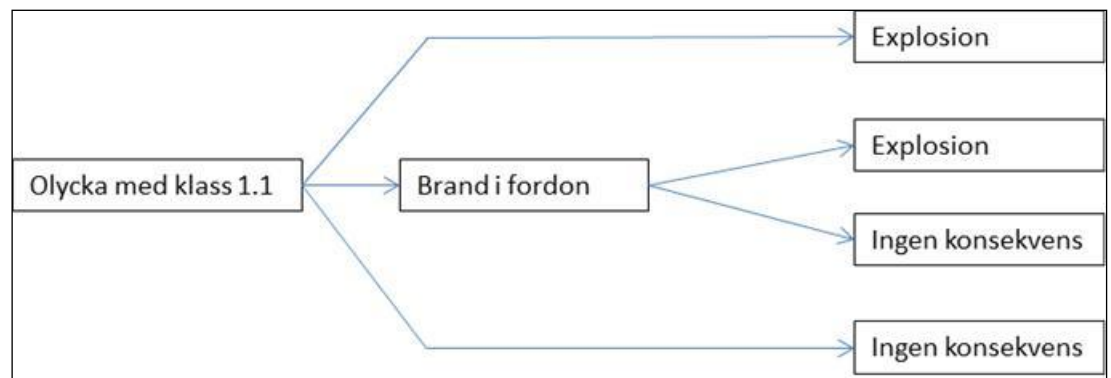 Explosion
Explosion
Olycka med klass 1.1
Brand i fordon
Ingen konsekvens
Ingen konsekvens